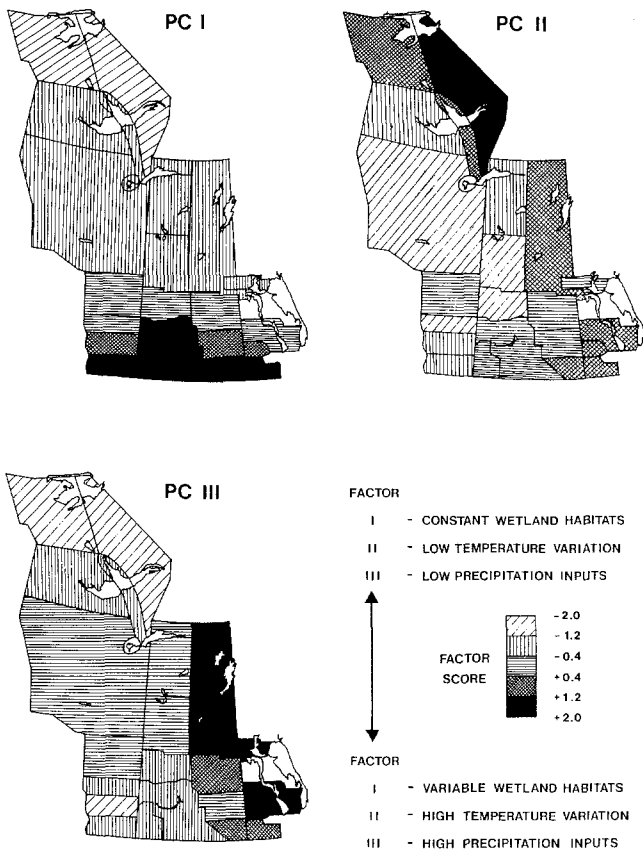 PC I
PC II
PC III
FACTOR
I - CONSTANT WETLAND HABITATS
II - LOW TEMPERATURE VARIATION
III - LOW PRECIPITATION INPUTS
FACTOR
SCORE
-2.0
-1.2
-0.4
+0.4
+1.2
+2.0
FACTOR
I - VARIABLE WETLAND HABITATS
II - HIGH TEMPERATURE VARIATION
III - HIGH PRECIPITATION INPUTS